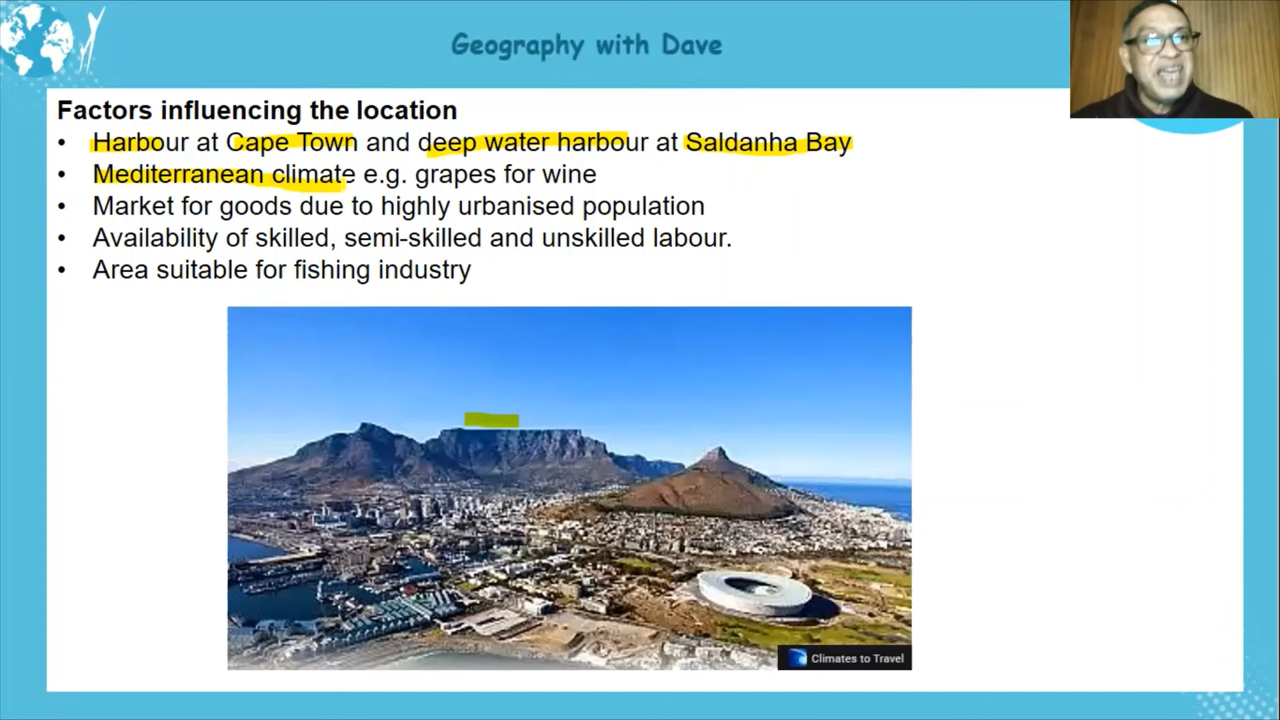 Geography with Dave
Factors influencing the location
• Harbour at Cape Town and deep water harbour at Saldanha Bay
• Mediterranean climate e.g. grapes for wine
• Market for goods due to highly urbanised population
• Availability of skilled, semi-skilled and unskilled labour.
• Area suitable for fishing industry
Climates to Travel